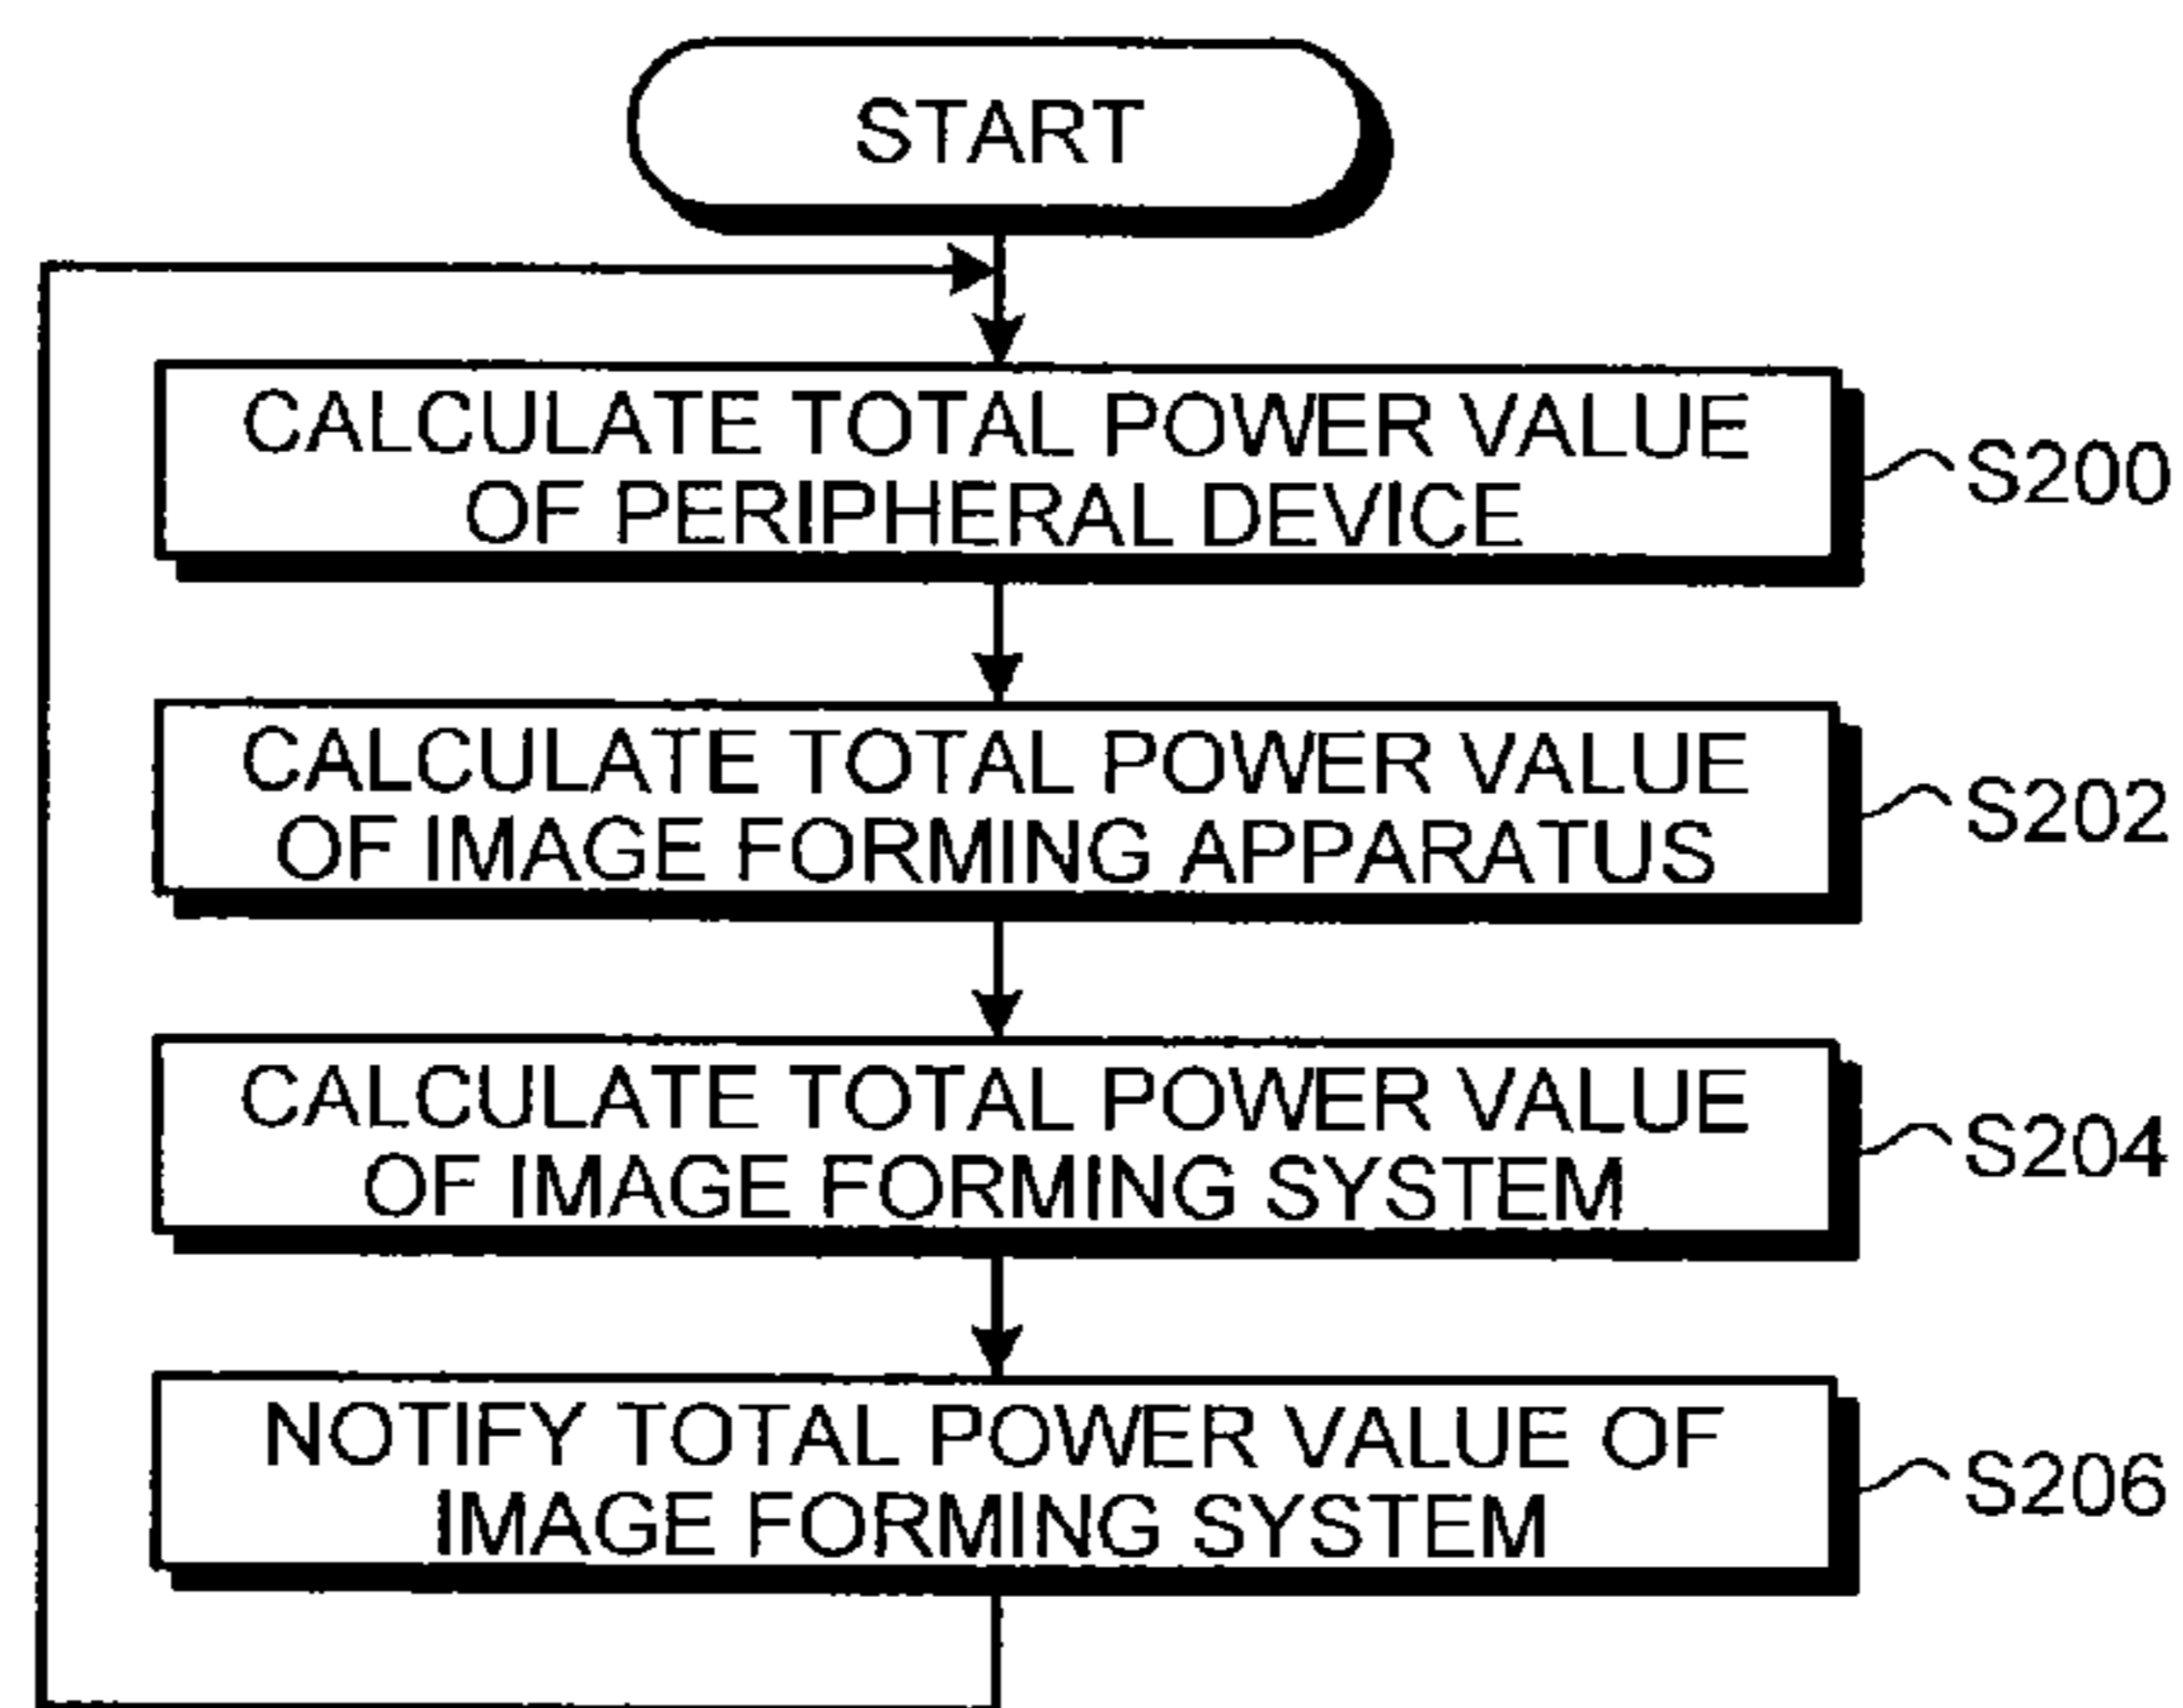 START
CALCULATE TOTAL POWER VALUE
OF PERIPHERAL DEVICE
S200
CALCULATE TOTAL POWER VALUE
OF IMAGE FORMING APPARATUS
S202
CALCULATE TOTAL POWER VALUE
OF IMAGE FORMING SYSTEM
S204
NOTIFY TOTAL POWER VALUE OF
IMAGE FORMING SYSTEM
S206